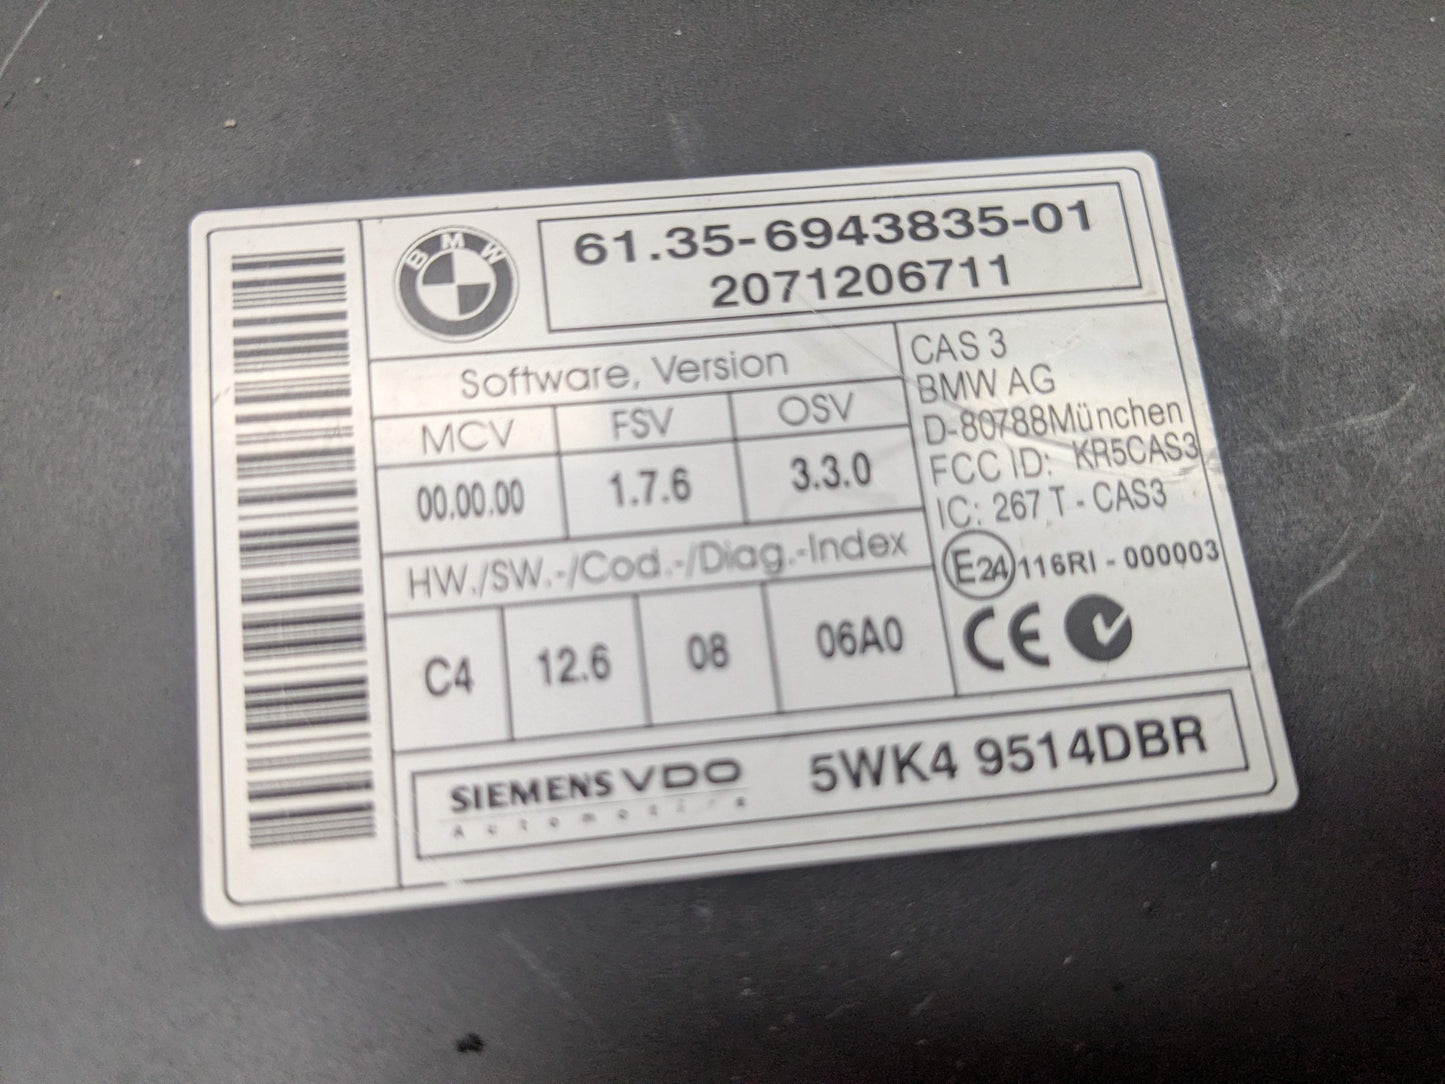 BMW
61.35-6943835-01
2071206711
Software, Version
MCV FSV OSV
00.00.00 1.7.6 3.3.0
HW./SW.-/Cod.-/Diag.-Index
C4 12.6 08 06A0
CAS 3
BMW AG
D-80788München
FCC ID: KR5CAS3
IC: 267 T - CAS3
E24 116RI - 000003
CE
SIEMENS VDO
Automotive
5WK4 9514DBR